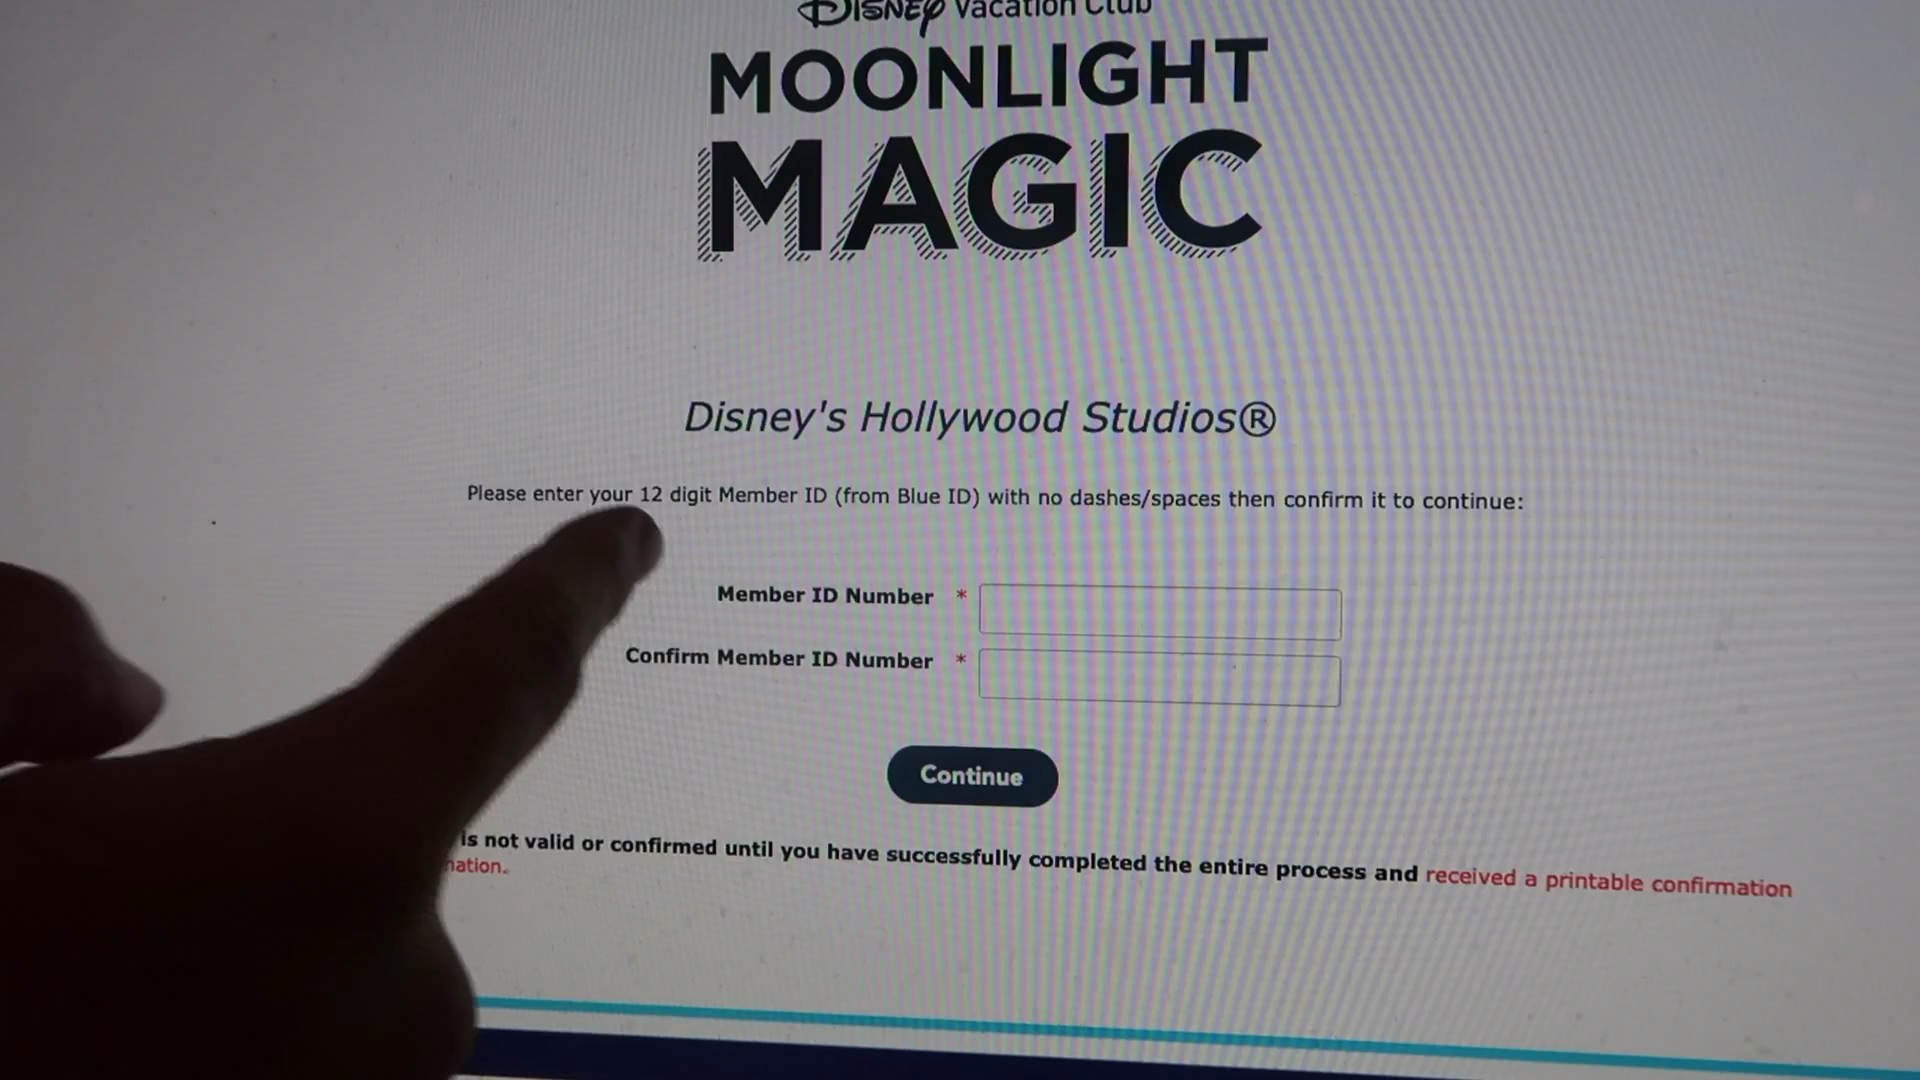 Disney Vacation Club
MOONLIGHT
MAGIC
Disney's Hollywood Studios®
Please enter your 12 digit Member ID (from Blue ID) with no dashes/spaces then confirm it to continue:
Member ID Number *
Confirm Member ID Number *
Continue
is not valid or confirmed until you have successfully completed the entire process and received a printable confirmation